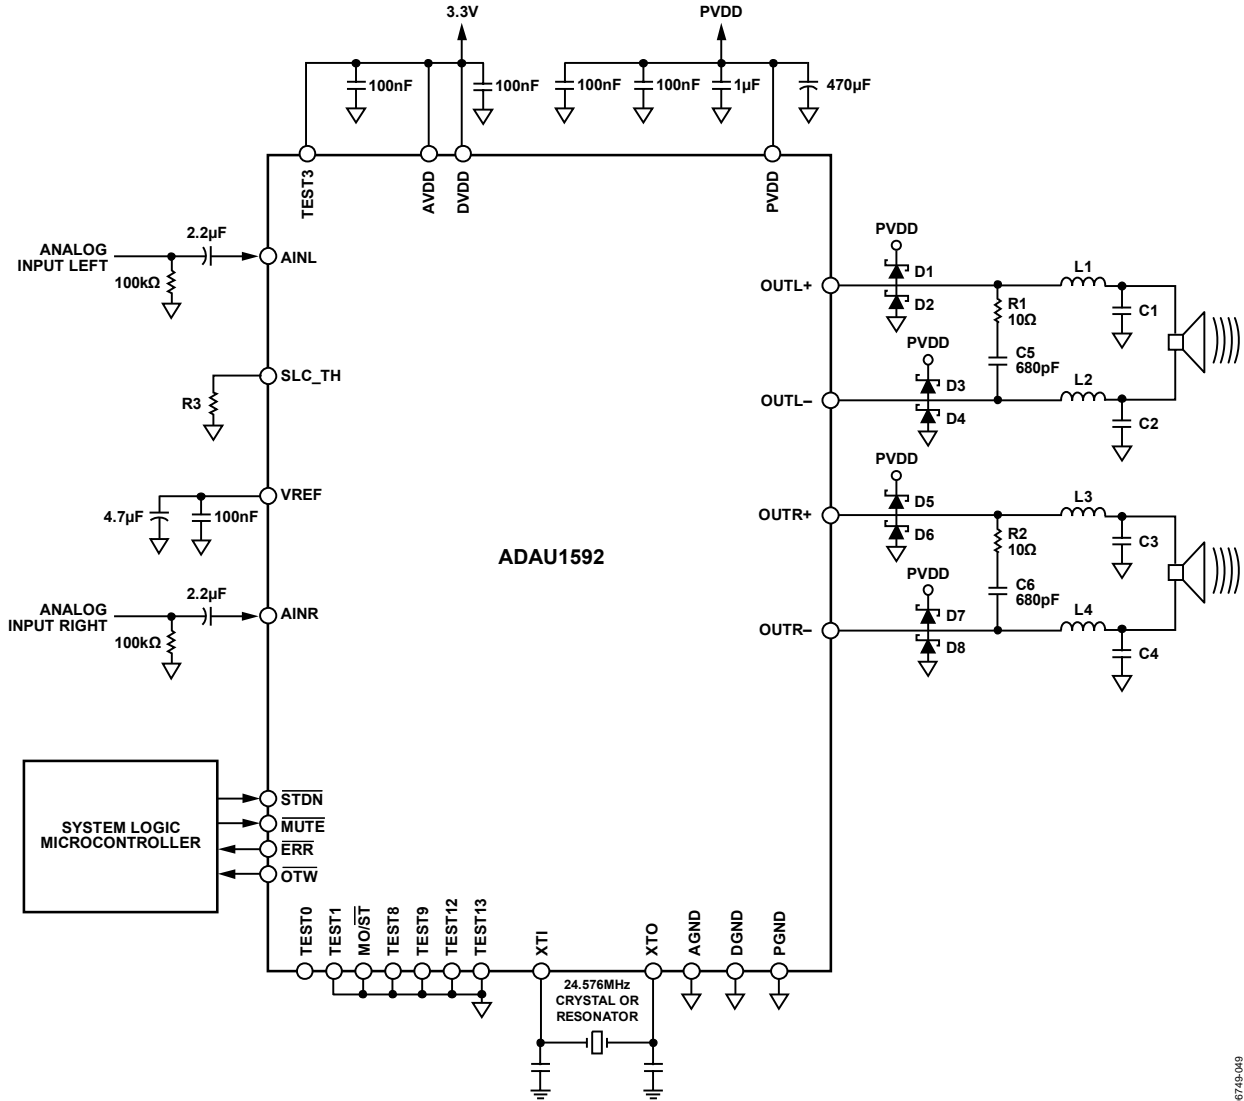 3.3V
PVDD
100nF
100nF
100nF
100nF
1µF
470µF
TEST3
AVDD
DVDD
PVDD
ANALOG
INPUT LEFT
2.2µF
100kΩ
AINL
R3
SLC_TH
4.7µF
100nF
VREF
ANALOG
INPUT RIGHT
2.2µF
100kΩ
AINR
ADAU1592
OUTL+
PVDD
D1
D2
R1
10Ω
L1
C1
OUTL–
PVDD
D3
D4
C5
680pF
L2
C2
OUTR+
PVDD
D5
D6
R2
10Ω
L3
C3
OUTR–
PVDD
D7
D8
C6
680pF
L4
C4
SYSTEM LOGIC
MICROCONTROLLER
STDN
MUTE
ERR
OTW
TEST0
TEST1
MO/ST
TEST8
TEST9
TEST12
TEST13
XTI
XTO
AGND
DGND
PGND
24.576MHz
CRYSTAL OR
RESONATOR
6749-049